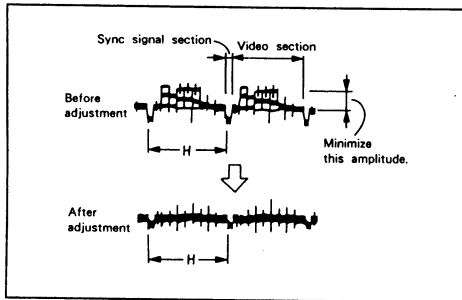 Sync signal section
Video section
Before
adjustment
H
Minimize
this amplitude.
After
adjustment
H